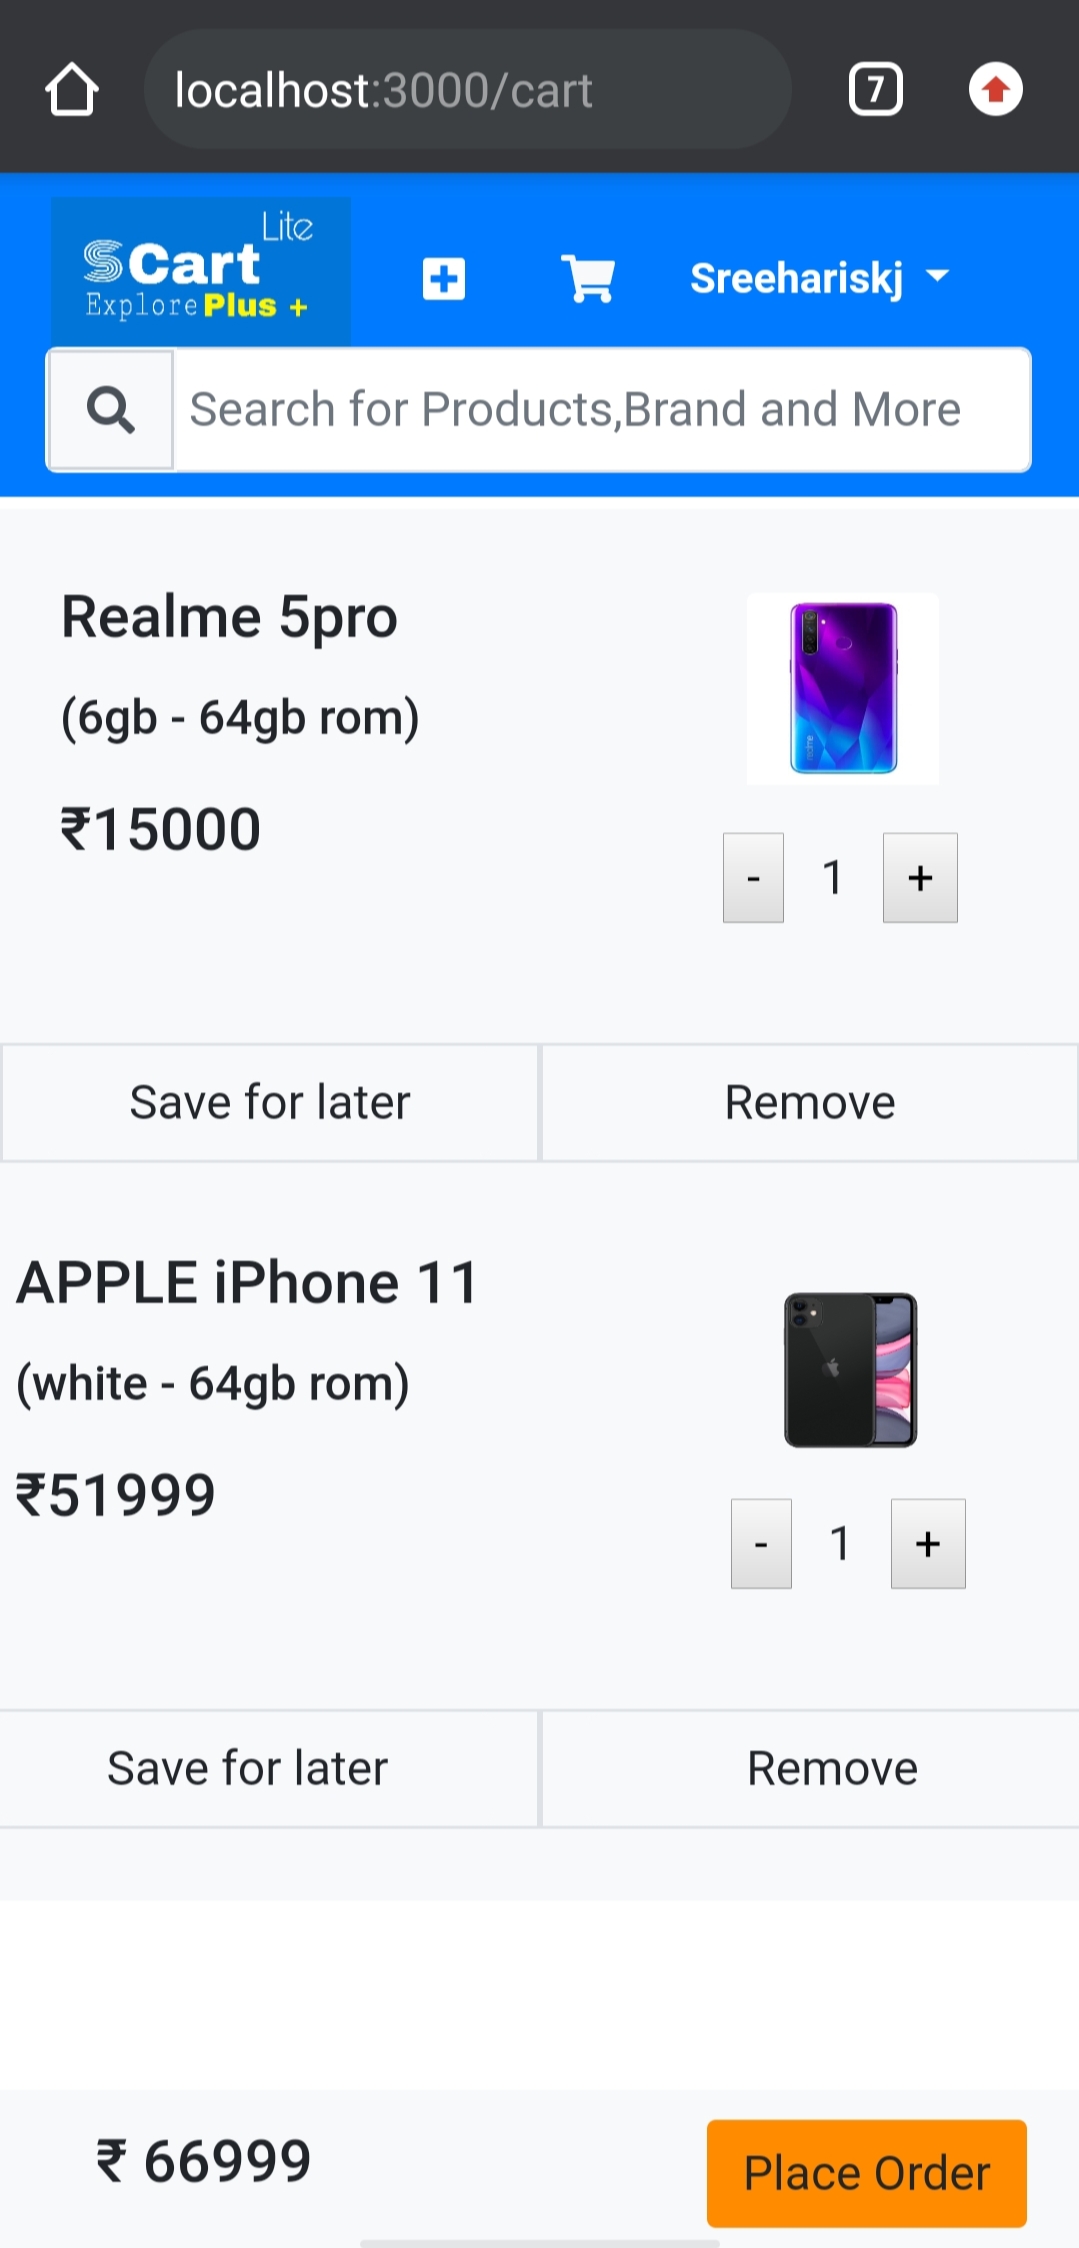 localhost:3000/cart
7
Lite
SCart
Explore Plus +
Sreehariskj
Search for Products,Brand and More
Realme 5pro
(6gb - 64gb rom)
₹15000
realme
- 1 +
Save for later
Remove
APPLE iPhone 11
(white - 64gb rom)
₹51999
- 1 +
Save for later
Remove
₹ 66999
Place Order